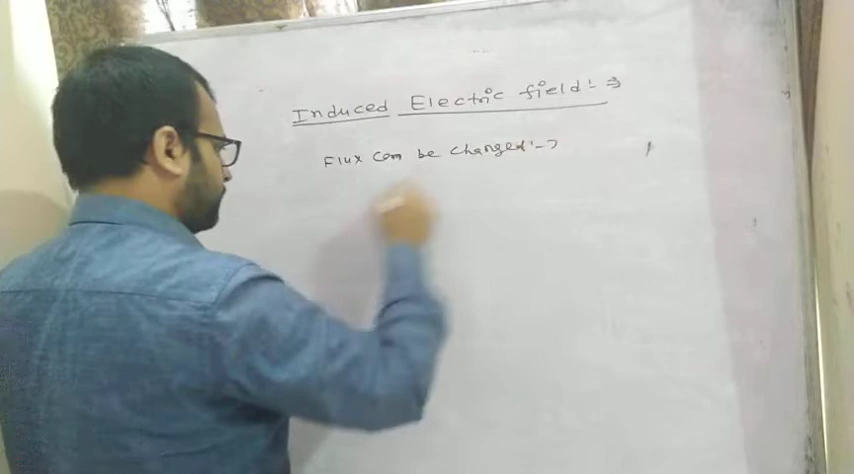 Induced Electric field :- ⇒
Flux can be changed :- →